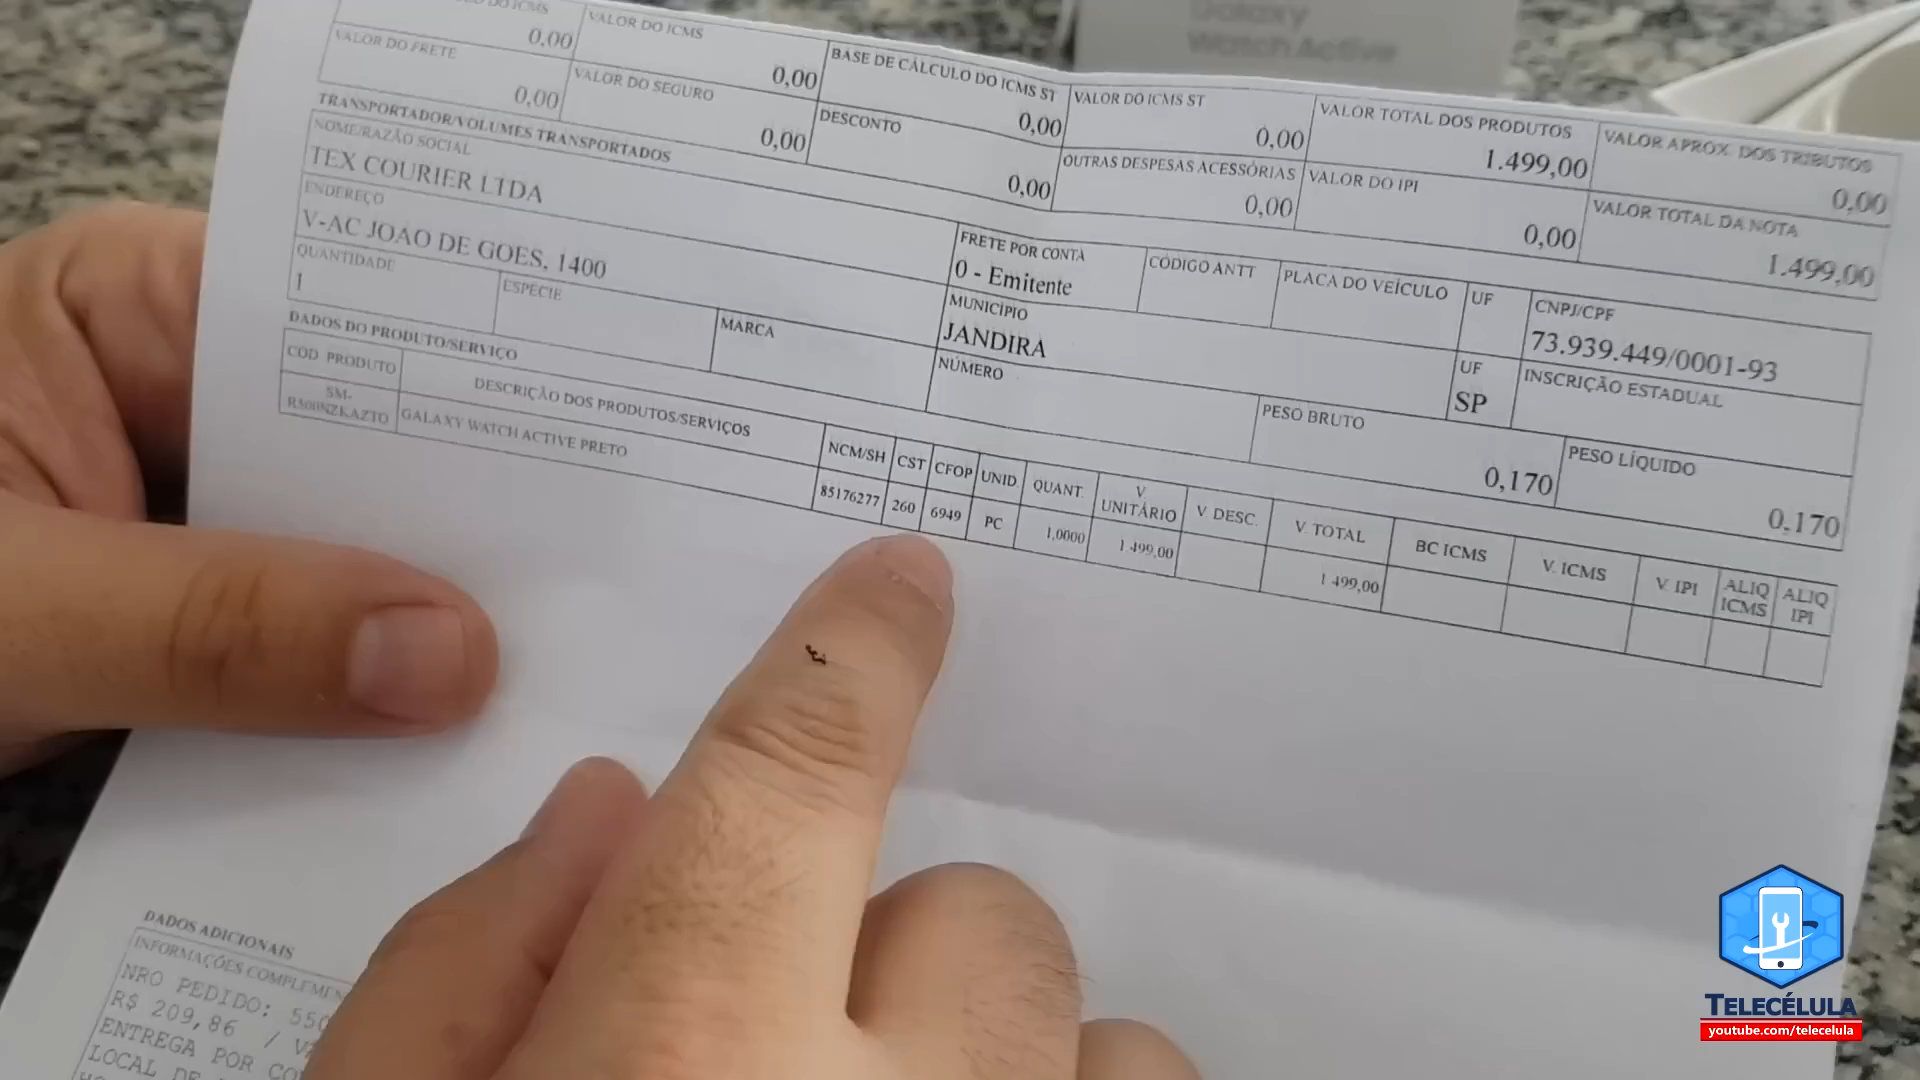 Galaxy
Watch Active
DO ICMS
0,00
VALOR DO ICMS
0,00
BASE DE CÁLCULO DO ICMS ST
0,00
VALOR DO ICMS ST
0,00
VALOR TOTAL DOS PRODUTOS
1.499,00
VALOR APROX. DOS TRIBUTOS
0,00
VALOR DO FRETE
0,00
VALOR DO SEGURO
0,00
DESCONTO
0,00
OUTRAS DESPESAS ACESSÓRIAS
0,00
VALOR DO IPI
0,00
VALOR TOTAL DA NOTA
1.499,00
TRANSPORTADOR/VOLUMES TRANSPORTADOS
NOME/RAZÃO SOCIAL
TEX COURIER LTDA
FRETE POR CONTA
0 - Emitente
CÓDIGO ANTT
PLACA DO VEÍCULO
UF
CNPJ/CPF
73.939.449/0001-93
ENDEREÇO
V-AC JOAO DE GOES, 1400
MUNICÍPIO
JANDIRA
UF
SP
INSCRIÇÃO ESTADUAL
QUANTIDADE
1
ESPÉCIE
MARCA
NÚMERO
PESO BRUTO
0,170
PESO LÍQUIDO
0,170
DADOS DO PRODUTO/SERVIÇO
COD. PRODUTO
DESCRIÇÃO DOS PRODUTOS/SERVIÇOS
NCM/SH
CST
CFOP
UNID.
QUANT.
V. UNITÁRIO
V. DESC.
V. TOTAL
BC ICMS
V. ICMS
V. IPI
ALIQ ICMS
ALIQ IPI
SM-
R500NZKAZTO
GALAXY WATCH ACTIVE PRETO
85176277
260
6949
PC
1,0000
1.499,00
1.499,00
DADOS ADICIONAIS
INFORMAÇÕES
NRO PEDIDO: 550
R$ 209,86 /
ENTREGA POR
LOCAL
TELECÉLULA
youtube.com/telecelula